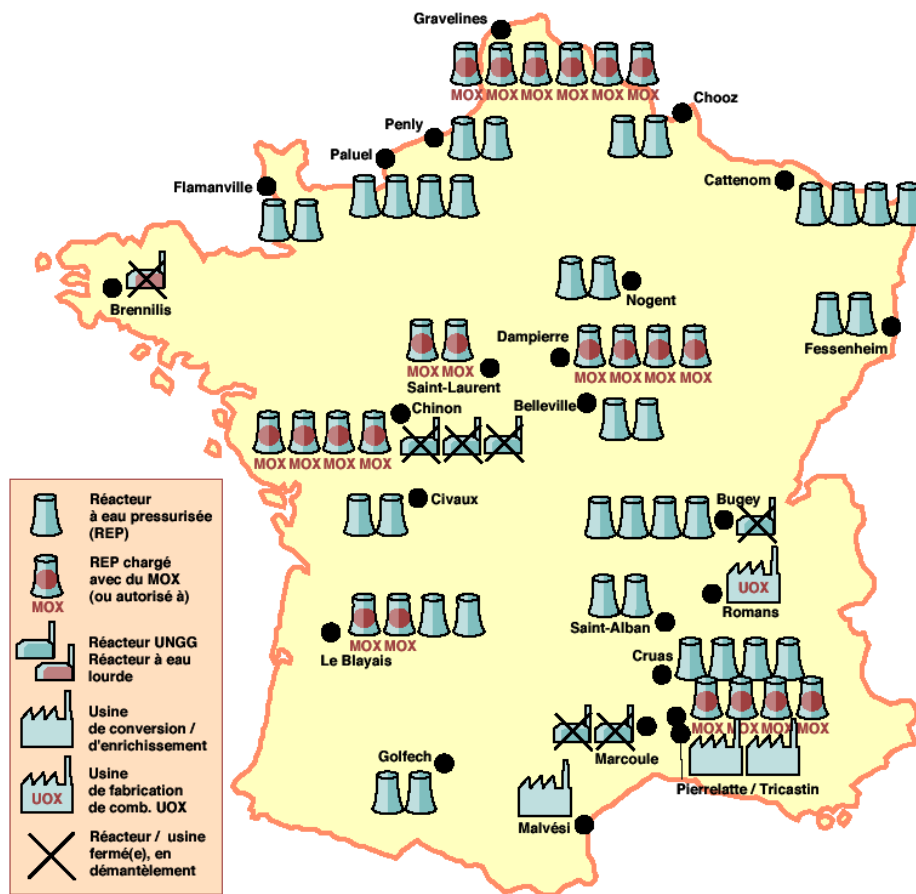 Gravelines
MOX MOX MOX MOX MOX MOX
Chooz
Penly
Paluel
Flamanville
Cattenom
Brennilis
Nogent
Fessenheim
Dampierre
MOX MOX MOX MOX
MOX MOX
Saint-Laurent
Belleville
Chinon
MOX MOX MOX MOX
Civaux
Bugey
UOX
Romans
Saint-Alban
MOX MOX
Le Blayais
Cruas
MOX MOX MOX MOX
Marcoule
Pierrelatte / Tricastin
Golfech
Malvési
Réacteur
à eau pressurisée
(REP)
REP chargé
avec du MOX
(ou autorisé à)
MOX
Réacteur UNGG
Réacteur à eau
lourde
Usine
de conversion /
d'enrichissement
Usine
de fabrication
de comb. UOX
UOX
Réacteur / usine
fermé(e), en
démantèlement